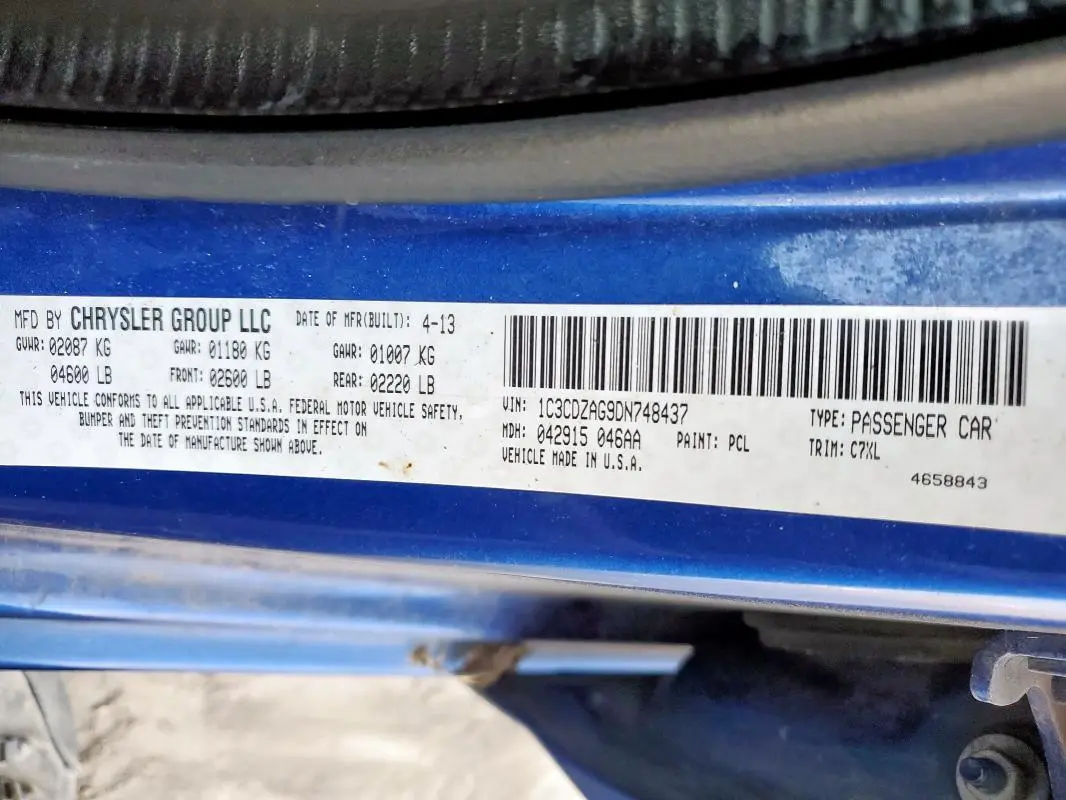 MFD BY CHRYSLER GROUP LLC DATE OF MFR(BUILT): 4-13
GVWR: 02087 KG GAWR: 01180 KG GAWR: 01007 KG
04600 LB FRONT: 02600 LB REAR: 02220 LB
THIS VEHICLE CONFORMS TO ALL APPLICABLE U.S.A. FEDERAL MOTOR VEHICLE SAFETY,
BUMPER AND THEFT PREVENTION STANDARDS IN EFFECT ON
THE DATE OF MANUFACTURE SHOWN ABOVE.
VIN: 1C3CDZAG9DN748437 TYPE: PASSENGER CAR
MDH: 042915 046AA PAINT: PCL TRIM: C7XL
VEHICLE MADE IN U.S.A.
4658843